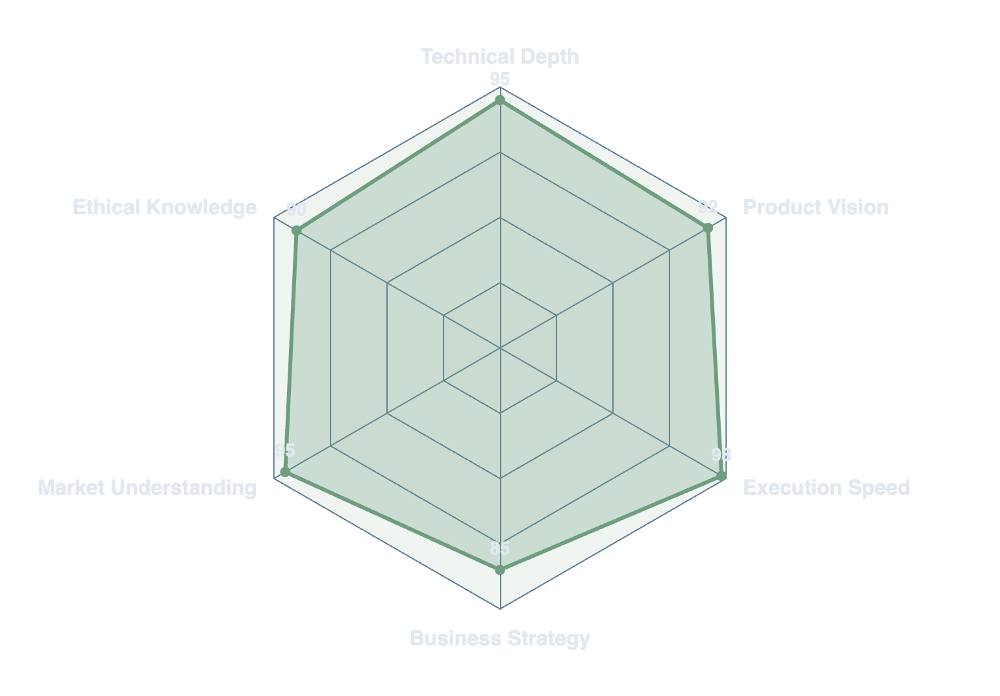 Technical Depth
95
92
Product Vision
Ethical Knowledge
90
95
98
Market Understanding
Execution Speed
85
Business Strategy